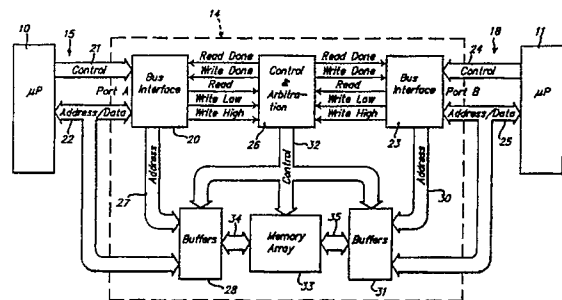 14
10
15
21
18
24
11
μP
Control
Port A
Address/Data
22
Bus
Interface
20
Read Done
Write Done
Read
Write Low
Write High
Control
&
Arbitra-
tion
26
Read Done
Write Done
Read
Write Low
Write High
Bus
Interface
23
Control
Port B
Address/Data
25
μP
32
Address
27
Control
Address
30
Buffers
28
34
Memory
Array
33
35
Buffers
31